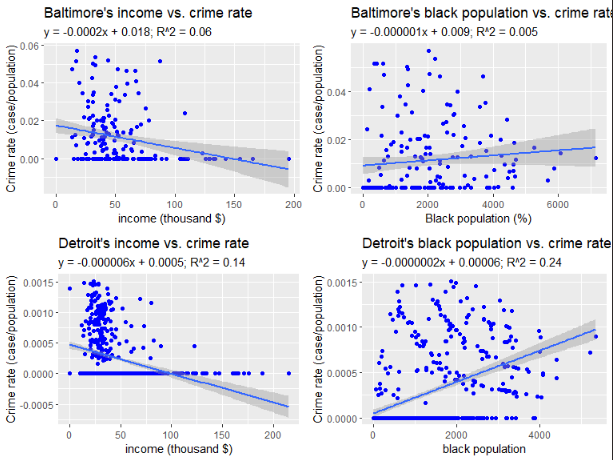 Baltimore's income vs. crime rate
y = -0.0002x + 0.018; R^2 = 0.06
Crime rate (case/population)
0.06
0.04
0.02
0.00
0
50
100
150
200
income (thousand $)
Baltimore's black population vs. crime rate
y = -0.000001x + 0.009; R^2 = 0.005
Crime rate (case/population)
0.04
0.02
0.00
0
2000
4000
6000
Black population (%)
Detroit's income vs. crime rate
y = -0.000006x + 0.0005; R^2 = 0.14
Crime rate (case/population)
0.0015
0.0010
0.0005
0.0000
-0.0005
0
50
100
150
200
income (thousand $)
Detroit's black population vs. crime rate
y = -0.0000002x + 0.00006; R^2 = 0.24
Crime rate (case/population)
0.0015
0.0010
0.0005
0.0000
0
2000
4000
black population